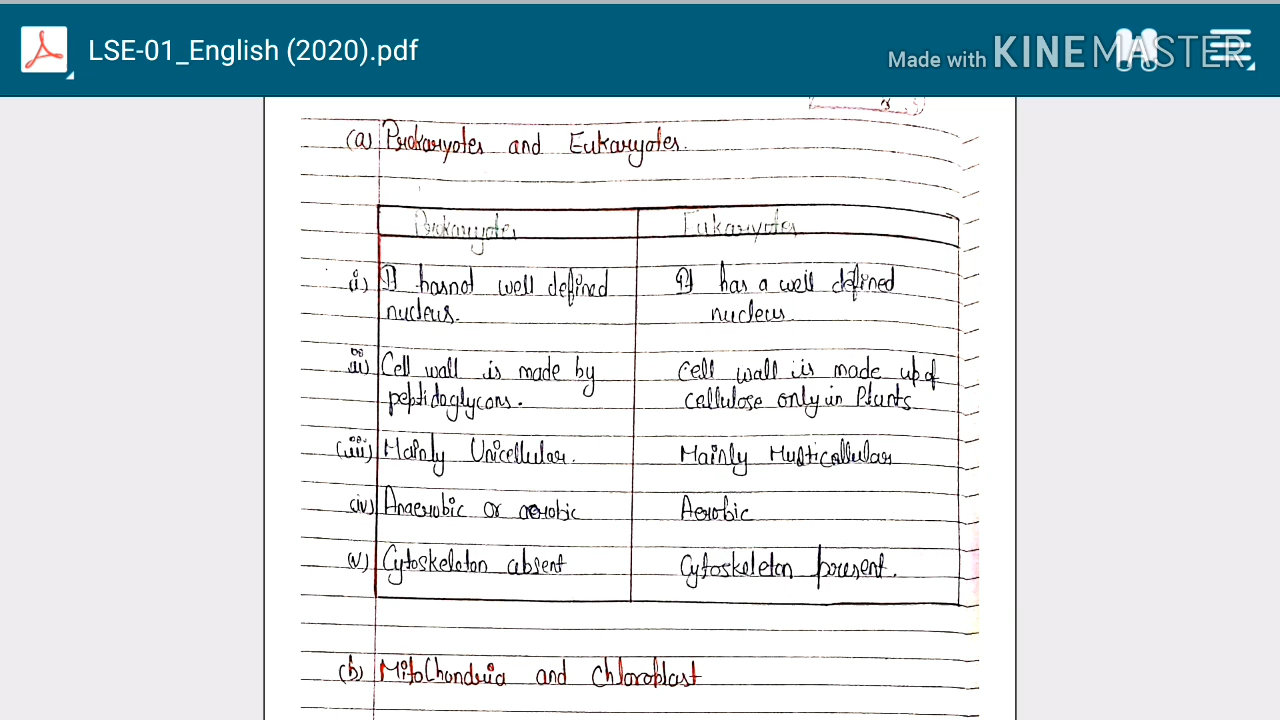 LSE-01_English (2020).pdf
Made with KINEMASTER
(a) Prokaryotes and Eukaryotes.
Prokaryotes Eukaryotes
(i) It has not well defined It has a well defined
nucleus. nucleus
(ii) Cell wall is made by Cell wall is made up of
peptidoglycans. cellulose only in Plants
(iii) Mainly Unicellular. Mainly Multicellular
(iv) Anaerobic or aerobic Aerobic
(v) Cytoskeleton absent Cytoskeleton present.
(b) Mitochondria and Chloroplast